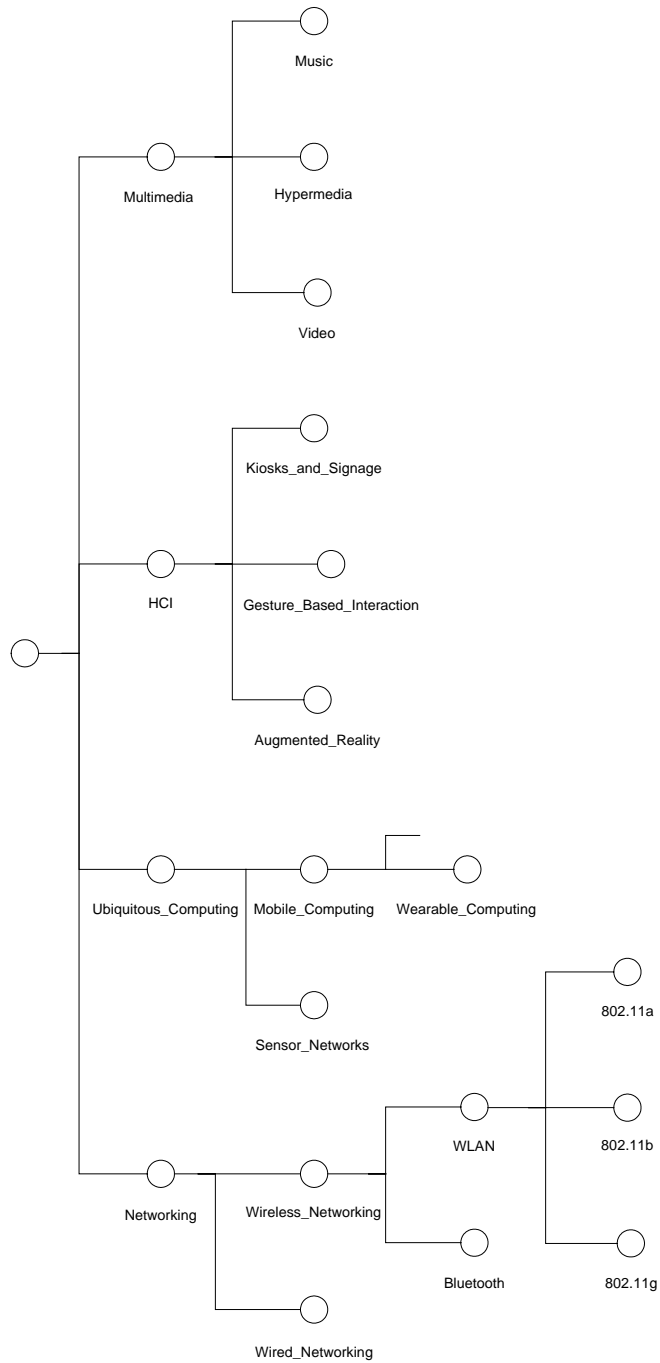 Music
Multimedia
Hypermedia
Video
Kiosks_and_Signage
HCI
Gesture_Based_Interaction
Augmented_Reality
Ubiquitous_Computing
Mobile_Computing
Wearable_Computing
Sensor_Networks
802.11a
WLAN
802.11b
Networking
Wireless_Networking
Bluetooth
802.11g
Wired_Networking